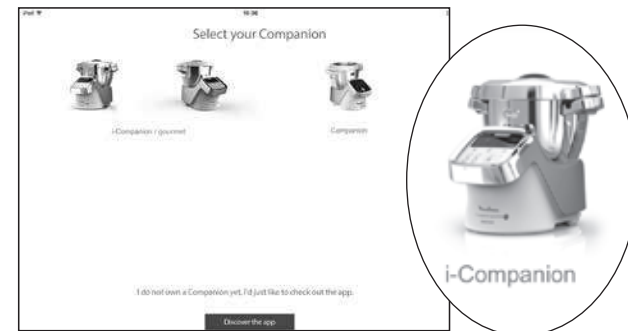 iPad
16:36
Select your Companion
i-Companion / gourmet
Companion
I do not own a Companion yet, I'd just like to check out the app.
Discover the app
Moulinex
i-Companion